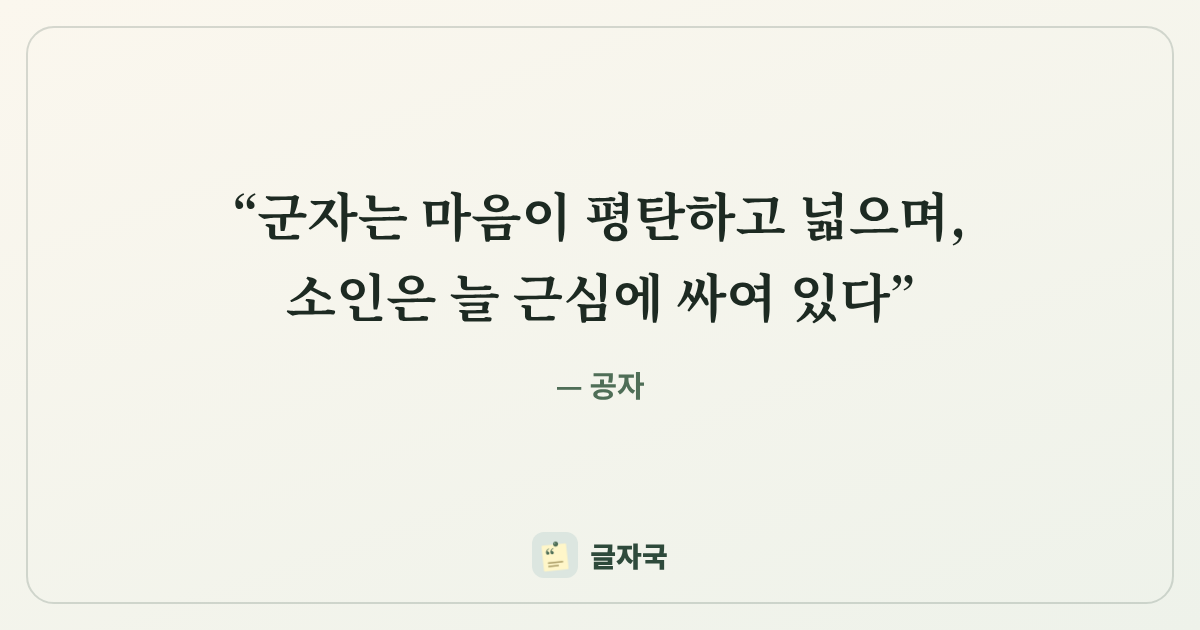 “군자는 마음이 평탄하고 넓으며,
소인은 늘 근심에 싸여 있다”
— 공자
글자국